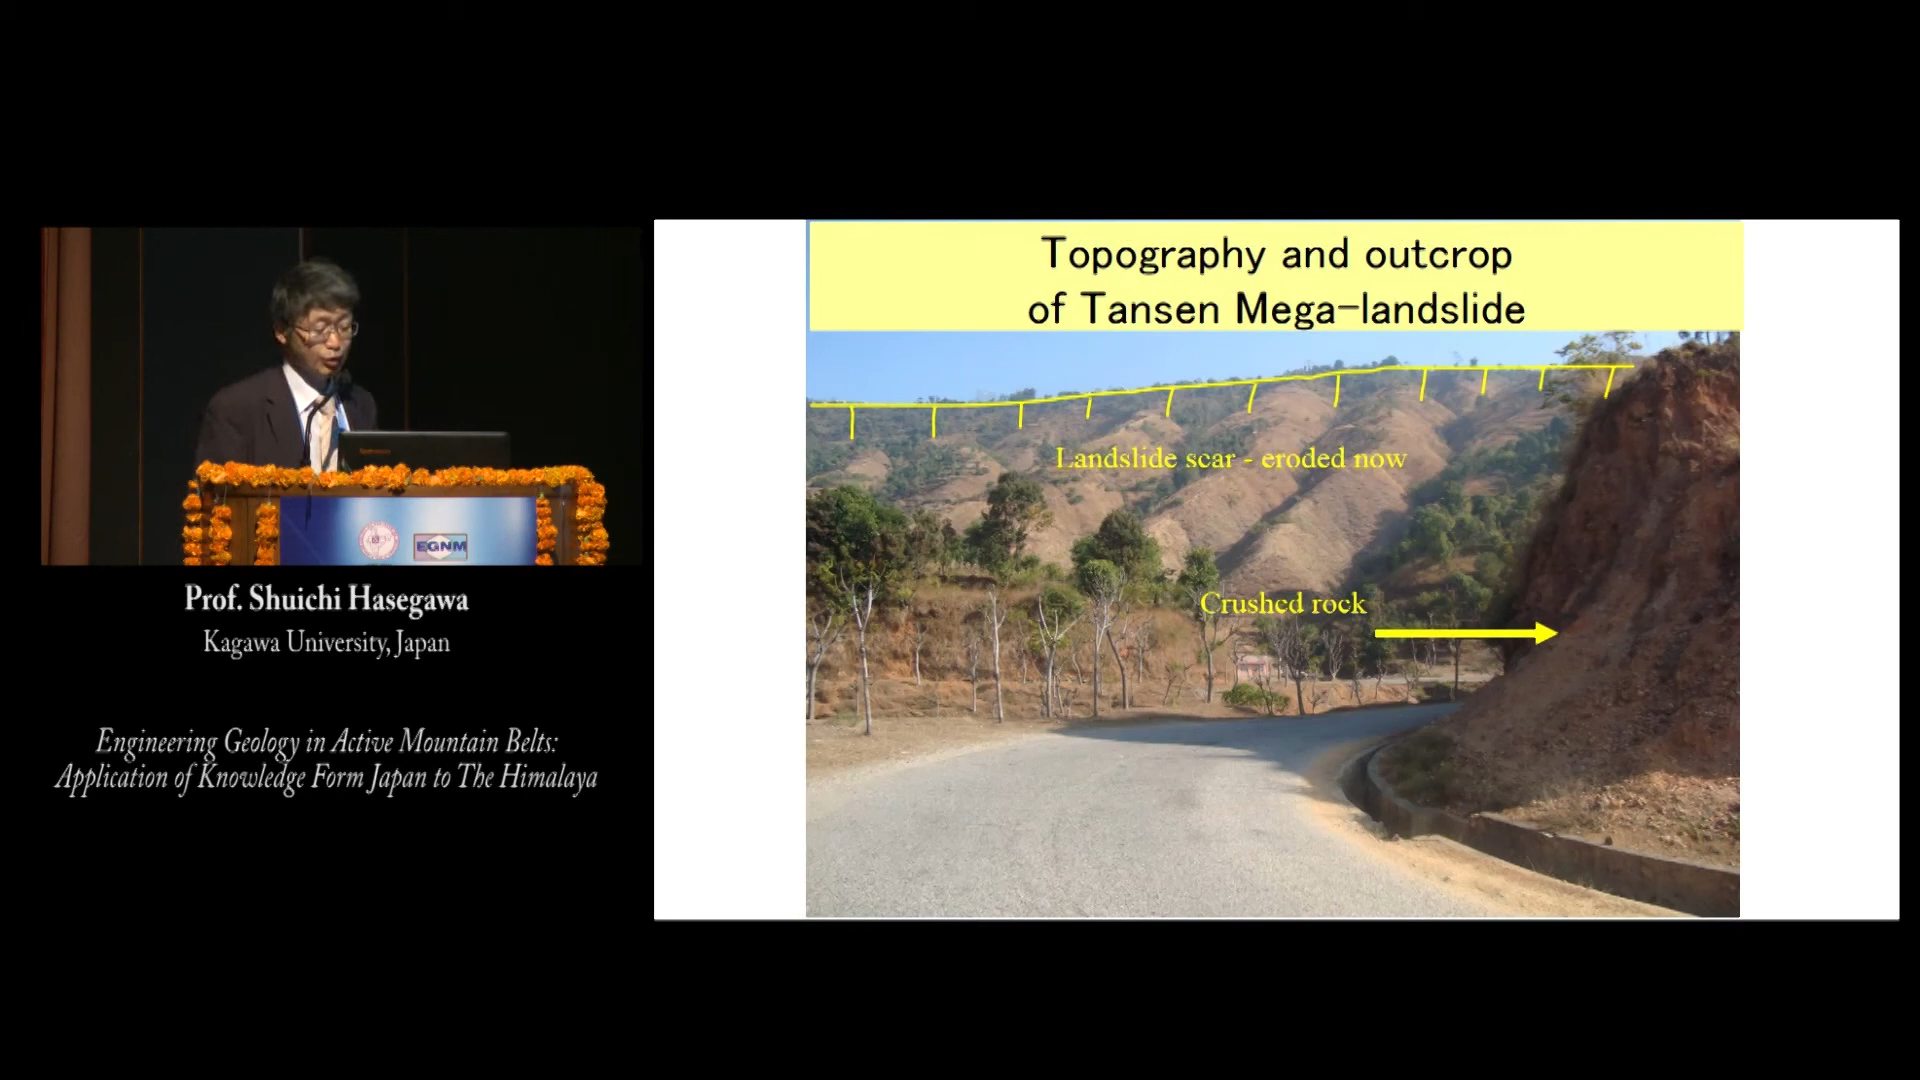 Topography and outcrop
of Tansen Mega-landslide
Landslide scar - eroded now
Crushed rock
EGNM
Prof. Shuichi Hasegawa
Kagawa University, Japan
Engineering Geology in Active Mountain Belts:
Application of Knowledge Form Japan to The Himalaya